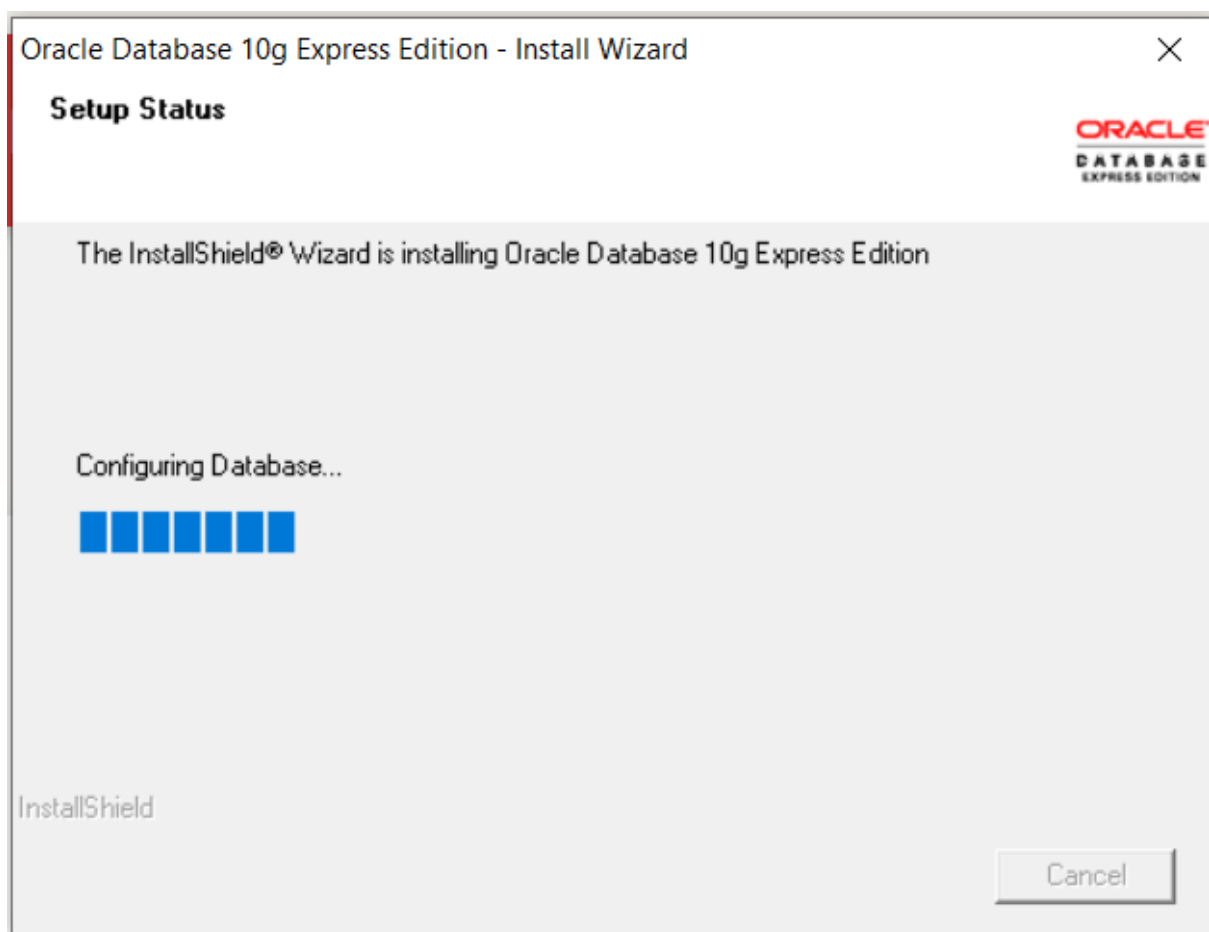 Oracle Database 10g Express Edition - Install Wizard
Setup Status
ORACLE
DATABASE
EXPRESS EDITION
The InstallShield® Wizard is installing Oracle Database 10g Express Edition
Configuring Database...
InstallShield
Cancel